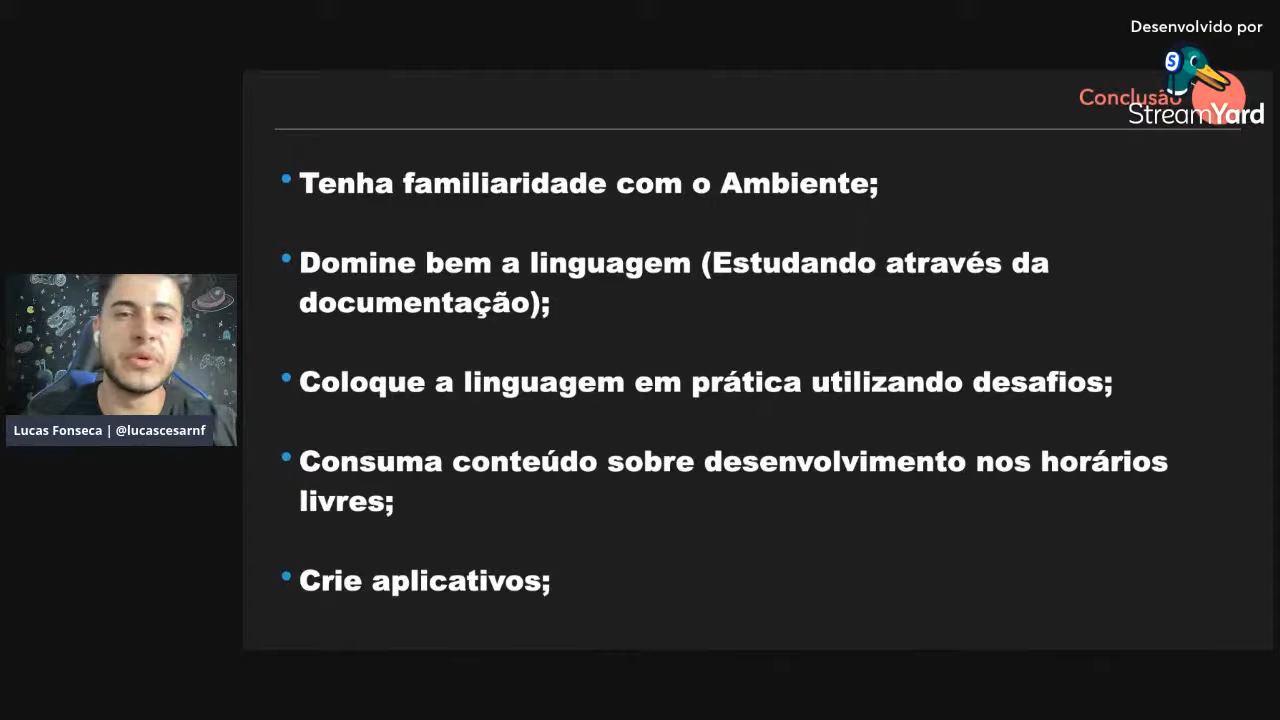 Desenvolvido por
StreamYard
Conclusão
Tenha familiaridade com o Ambiente;
Domine bem a linguagem (Estudando através da
documentação);
Coloque a linguagem em prática utilizando desafios;
Consuma conteúdo sobre desenvolvimento nos horários
livres;
Crie aplicativos;
Lucas Fonseca | @lucascesarnf